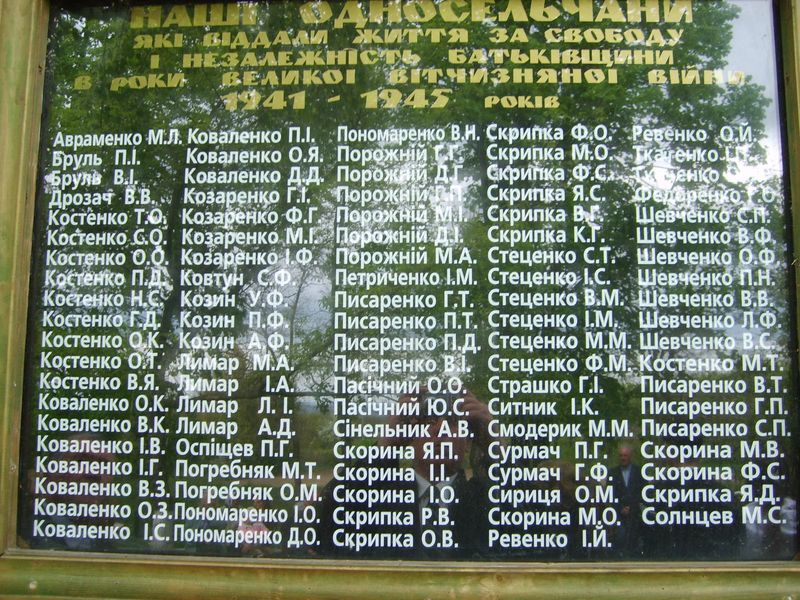 НАШІ ОДНОСЕЛЬЧАНИ
ЯКІ ВІДДАЛИ ЖИТТЯ ЗА СВОБОДУ
І НЕЗАЛЕЖНІСТЬ БАТЬКІВЩИНИ
В РОКИ ВЕЛИКОЇ ВІТЧИЗНЯНОЇ ВІЙНИ
1941 - 1945 РОКІВ
Авраменко М.Л.
Бруль П.І.
Бруль В.І.
Дрозач В.В.
Костенко Т.О.
Костенко С.О.
Костенко О.О.
Костенко П.Д.
Костенко Н.С.
Костенко Г.Д.
Костенко О.К.
Костенко О.Т.
Костенко В.Я.
Коваленко О.К.
Коваленко В.К.
Коваленко І.В.
Коваленко І.Г.
Коваленко В.З.
Коваленко О.З.
Коваленко І.С.
Коваленко П.І.
Коваленко О.Я.
Коваленко Д.Д.
Козаренко Г.І.
Козаренко Ф.Г.
Козаренко М.Г.
Козаренко І.Ф.
Ковтун С.Ф.
Козин У.Ф.
Козин П.Ф.
Козин А.Ф.
Лимар М.А.
Лимар І.А.
Лимар Л. І.
Лимар А.Д.
Оспіщев П.Г.
Погребняк М.Т.
Погребняк О.М.
Пономаренко І.О.
Пономаренко Д.О.
Пономаренко В.Н.
Порожній Г.Г.
Порожній Д.Т.
Порожній Г.П.
Порожній М.І.
Порожній Д.І.
Порожній М.А.
Петриченко І.М.
Писаренко Г.Т.
Писаренко П.Т.
Писаренко П.Д.
Писаренко В.І.
Пасічний О.О.
Пасічний Ю.С.
Сінельник А.В.
Скорина Я.П.
Скорина І.І.
Скорина І.О.
Скрипка Р.В.
Скрипка О.В.
Скрипка Ф.О.
Скрипка М.О.
Скрипка Ф.С.
Скрипка Я.С.
Скрипка В.Г.
Скрипка К.Г.
Стеценко С.Т.
Стеценко І.С.
Стеценко В.М.
Стеценко І.М.
Стеценко М.М.
Стеценко Ф.М.
Страшко Г.І.
Ситник І.К.
Смодерик М.М.
Сурмач П.Г.
Сурмач Г.Ф.
Сириця О.М.
Скорина М.О.
Ревенко І.Й.
Ревенко О.Й.
Ткаченко
Ткаченко
Федоренко
Шевченко С.П.
Шевченко В.Ф.
Шевченко О.Ф.
Шевченко П.Н.
Шевченко В.В.
Шевченко Л.Ф.
Шевченко В.С.
Костенко М.Т.
Писаренко В.Т.
Писаренко Г.П.
Писаренко С.П.
Скорина М.В.
Скорина Ф.С.
Скрипка Я.Д.
Солнцев М.С.